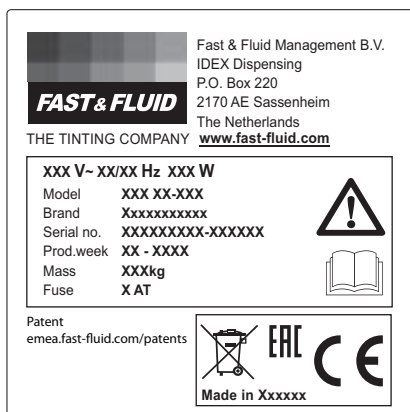 Fast & Fluid Management B.V.
IDEX Dispensing
P.O. Box 220
2170 AE Sassenheim
The Netherlands
www.fast-fluid.com
FAST & FLUID
THE TINTING COMPANY
XXX V~ XX/XX Hz XXX W
Model XXX XX-XXX
Brand Xxxxxxxxxxx
Serial no. XXXXXXXXX-XXXXXX
Prod.week XX - XXXX
Mass XXXkg
Fuse X AT
Patent
emea.fast-fluid.com/patents
EAC CE
Made in Xxxxxx